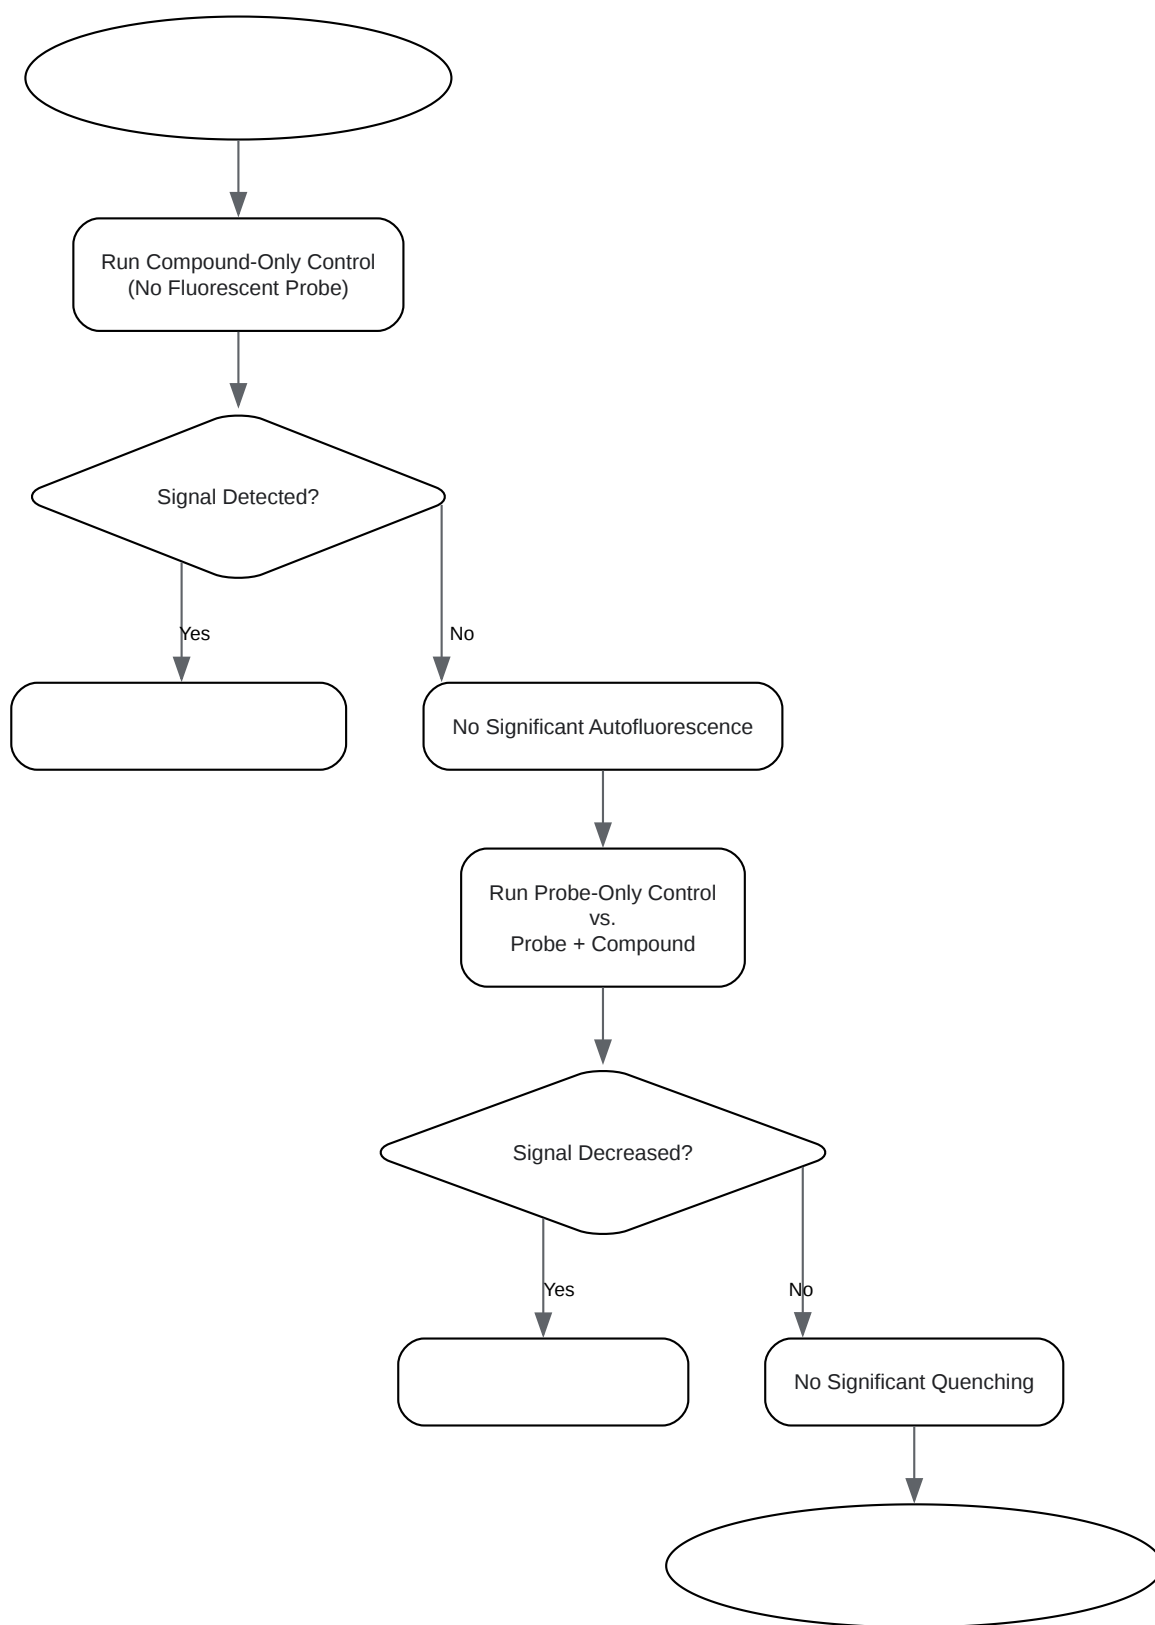 Run Compound-Only Control
(No Fluorescent Probe)
Signal Detected?
Yes
No
No Significant Autofluorescence
Run Probe-Only Control
vs.
Probe + Compound
Signal Decreased?
Yes
No
No Significant Quenching